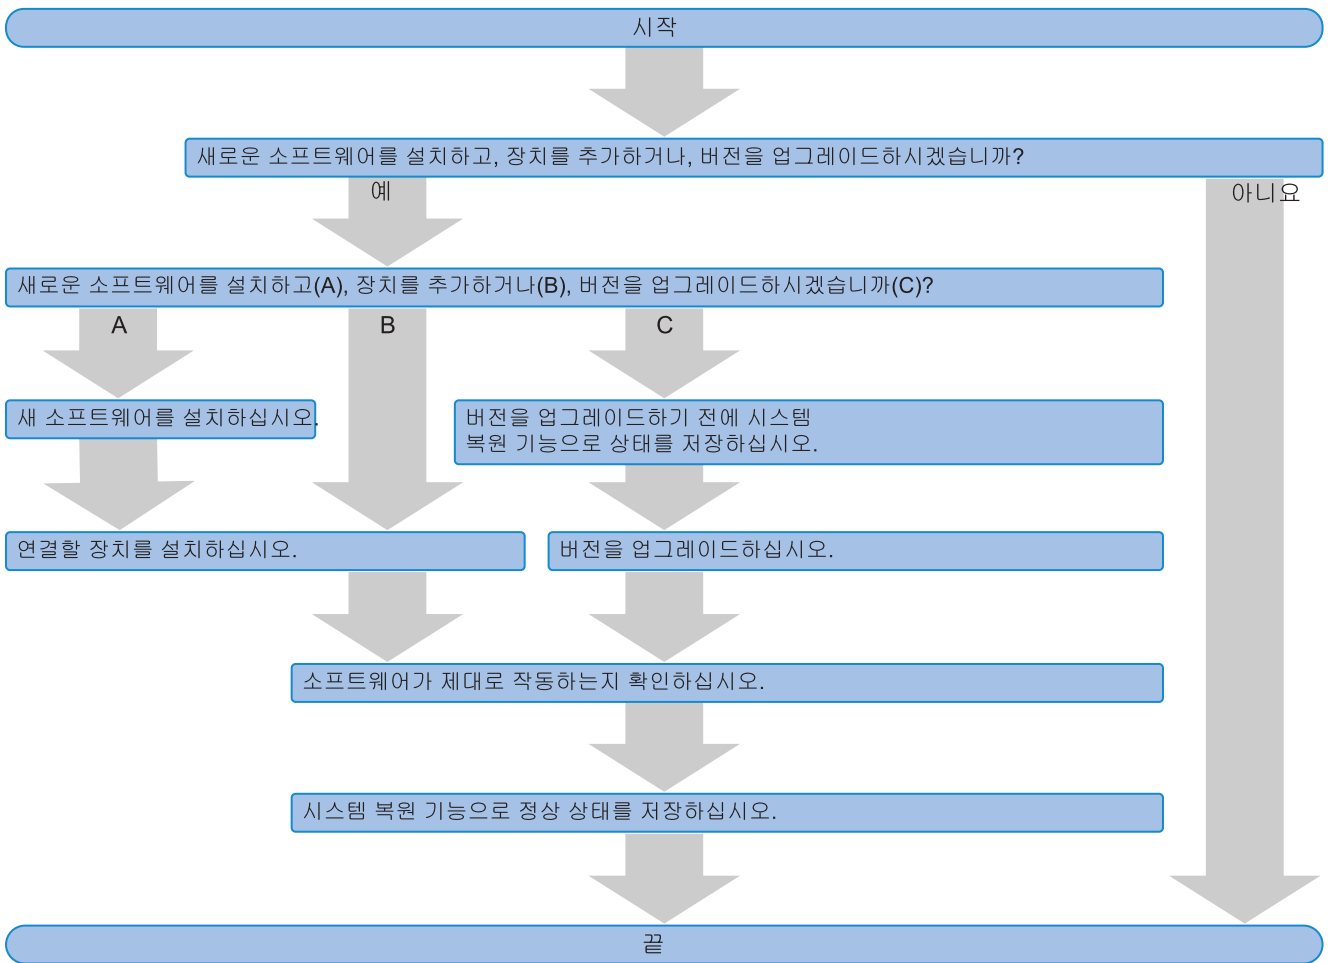 시작
새로운 소프트웨어를 설치하고, 장치를 추가하거나, 버전을 업그레이드하시겠습니까?
예
아니요
새로운 소프트웨어를 설치하고(A), 장치를 추가하거나(B), 버전을 업그레이드하시겠습니까(C)?
A
B
C
새 소프트웨어를 설치하십시오.
버전을 업그레이드하기 전에 시스템
복원 기능으로 상태를 저장하십시오.
연결할 장치를 설치하십시오.
버전을 업그레이드하십시오.
소프트웨어가 제대로 작동하는지 확인하십시오.
시스템 복원 기능으로 정상 상태를 저장하십시오.
끝